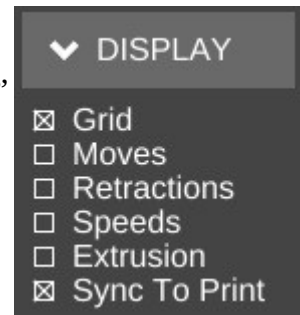 DISPLAY
Grid
Moves
Retractions
Speeds
Extrusion
Sync To Print